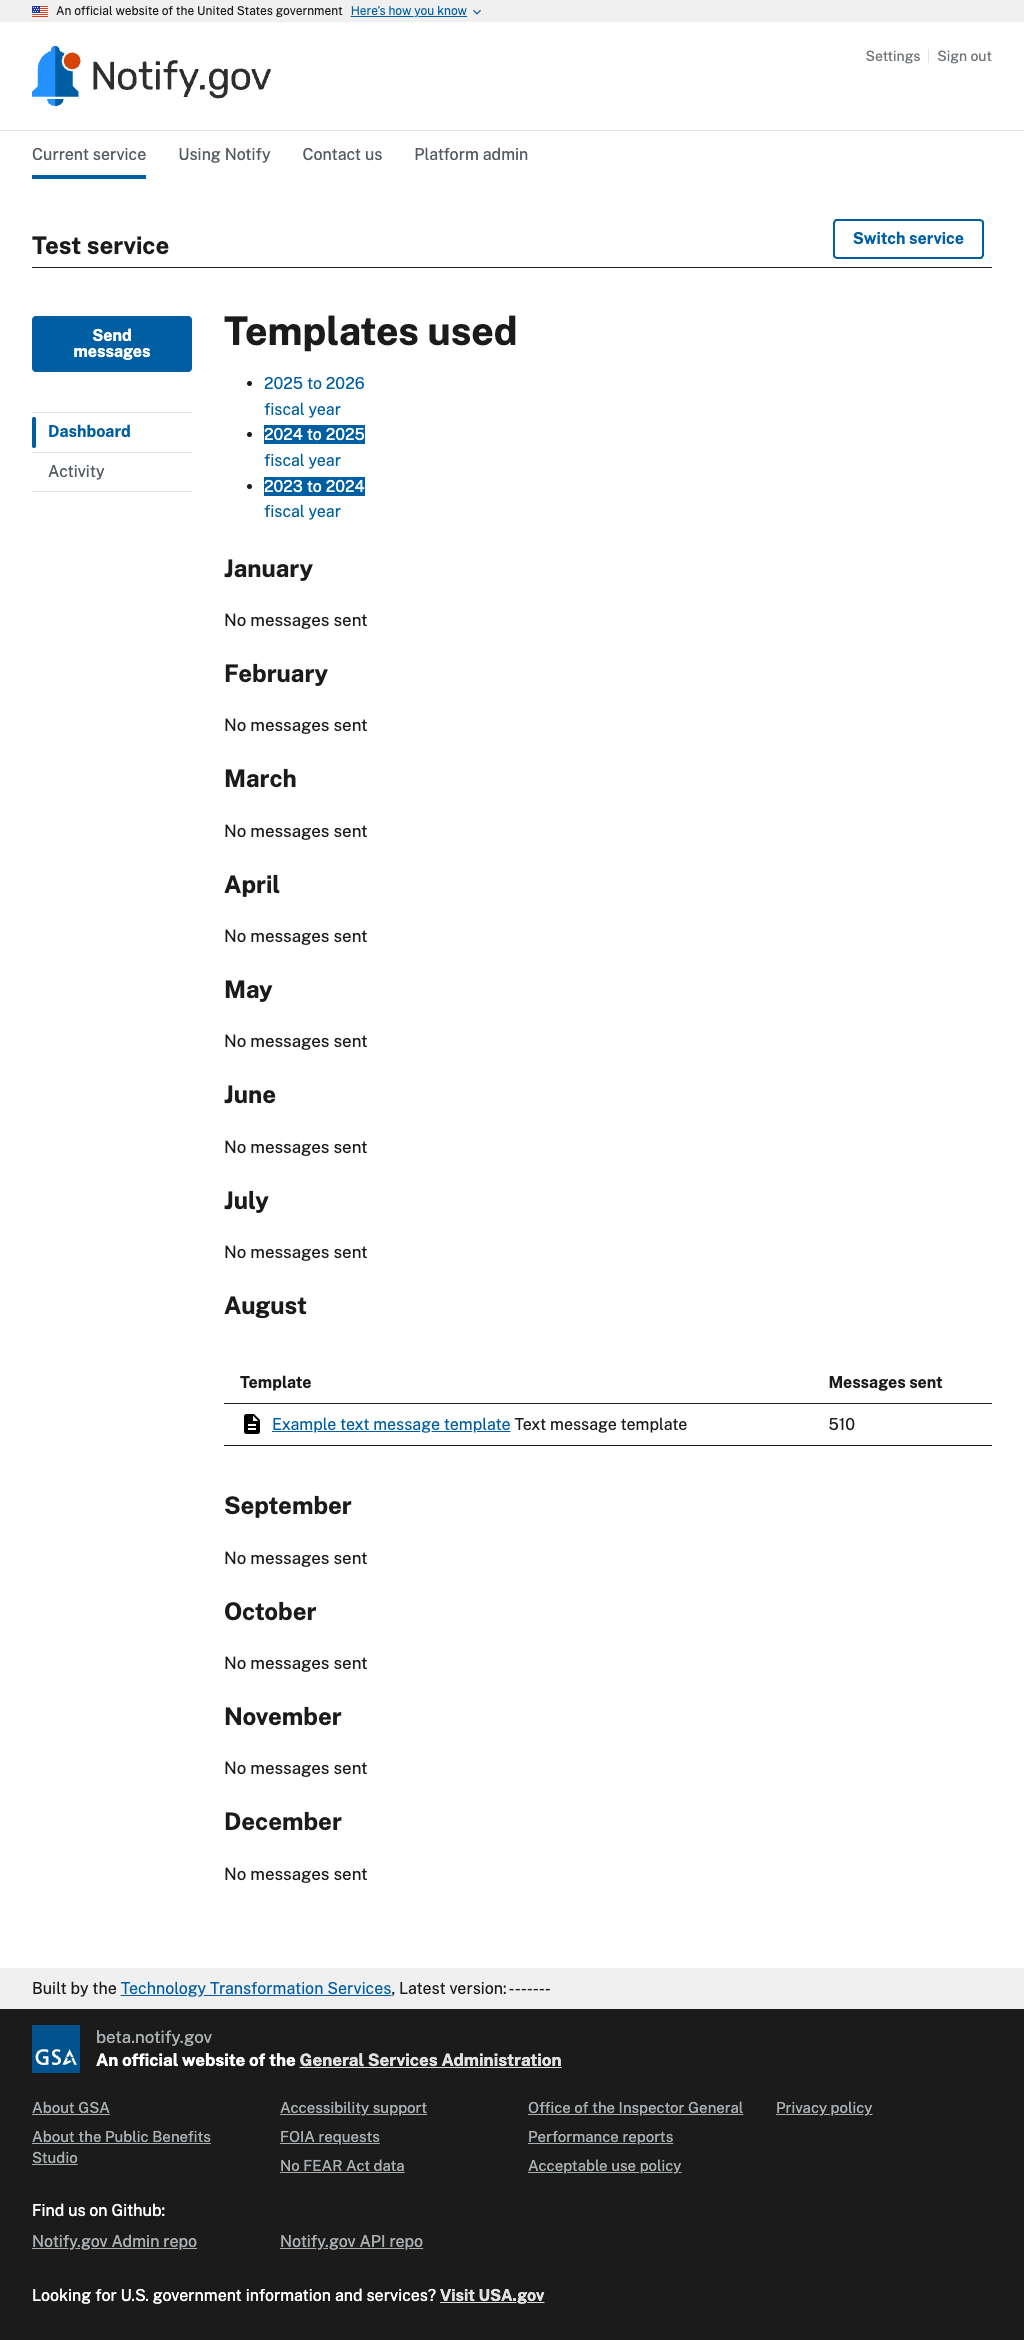 An official website of the United States government Here's how you know
Notify.gov
Settings Sign out
Current service Using Notify Contact us Platform admin
Test service
Switch service
Send
messages
Dashboard
Activity
Templates used
2025 to 2026
fiscal year
2024 to 2025
fiscal year
2023 to 2024
fiscal year
January
No messages sent
February
No messages sent
March
No messages sent
April
No messages sent
May
No messages sent
June
No messages sent
July
No messages sent
August
Template Messages sent
Example text message template Text message template 510
September
No messages sent
October
No messages sent
November
No messages sent
December
No messages sent
Built by the Technology Transformation Services, Latest version: -------
GSA
beta.notify.gov
An official website of the General Services Administration
About GSA Accessibility support Office of the Inspector General Privacy policy
About the Public Benefits FOIA requests Performance reports
Studio
No FEAR Act data Acceptable use policy
Find us on Github:
Notify.gov Admin repo Notify.gov API repo
Looking for U.S. government information and services? Visit USA.gov